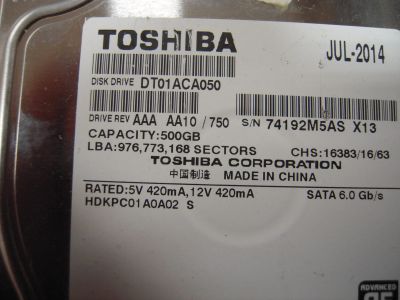 TOSHIBA
JUL-2014
DISK DRIVE DT01ACA050
DRIVE REV AAA AA10 / 750 S/N 74192M5AS X13
CAPACITY:500GB
LBA:976,773,168 SECTORS CHS:16383/16/63
TOSHIBA CORPORATION
中国制造 MADE IN CHINA
RATED:5V 420mA,12V 420mA SATA 6.0 Gb/s
HDKPC01A0A02 S
ADVANCED